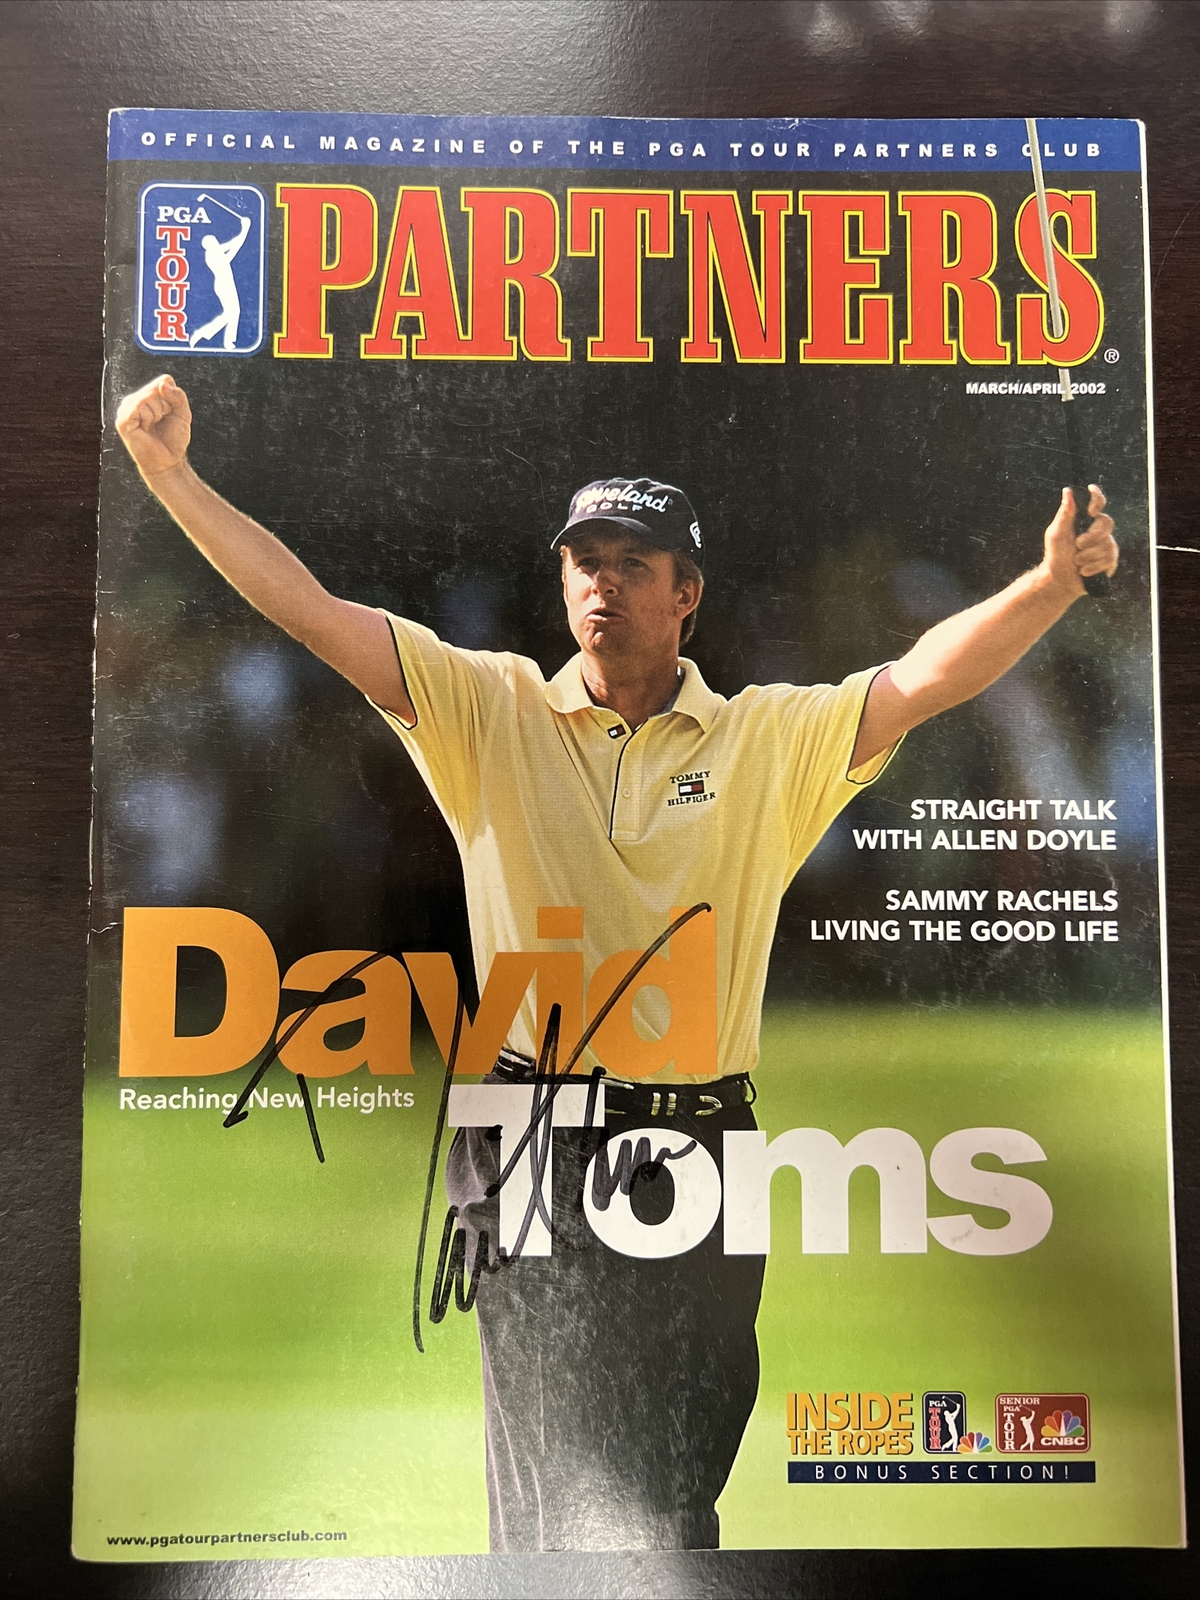 OFFICIAL MAGAZINE OF THE PGA TOUR PARTNERS CLUB
PGA
TOUR
PARTNERS®
MARCH/APRIL 2002
Cleveland
GOLF
TOMMY
HILFIGER
STRAIGHT TALK
WITH ALLEN DOYLE
SAMMY RACHELS
LIVING THE GOOD LIFE
David
Reaching New Heights
Toms
INSIDE
THE ROPES
PGA
TOUR
SENIOR
PGA
TOUR
CNBC
BONUS SECTION!
www.pgatourpartnersclub.com